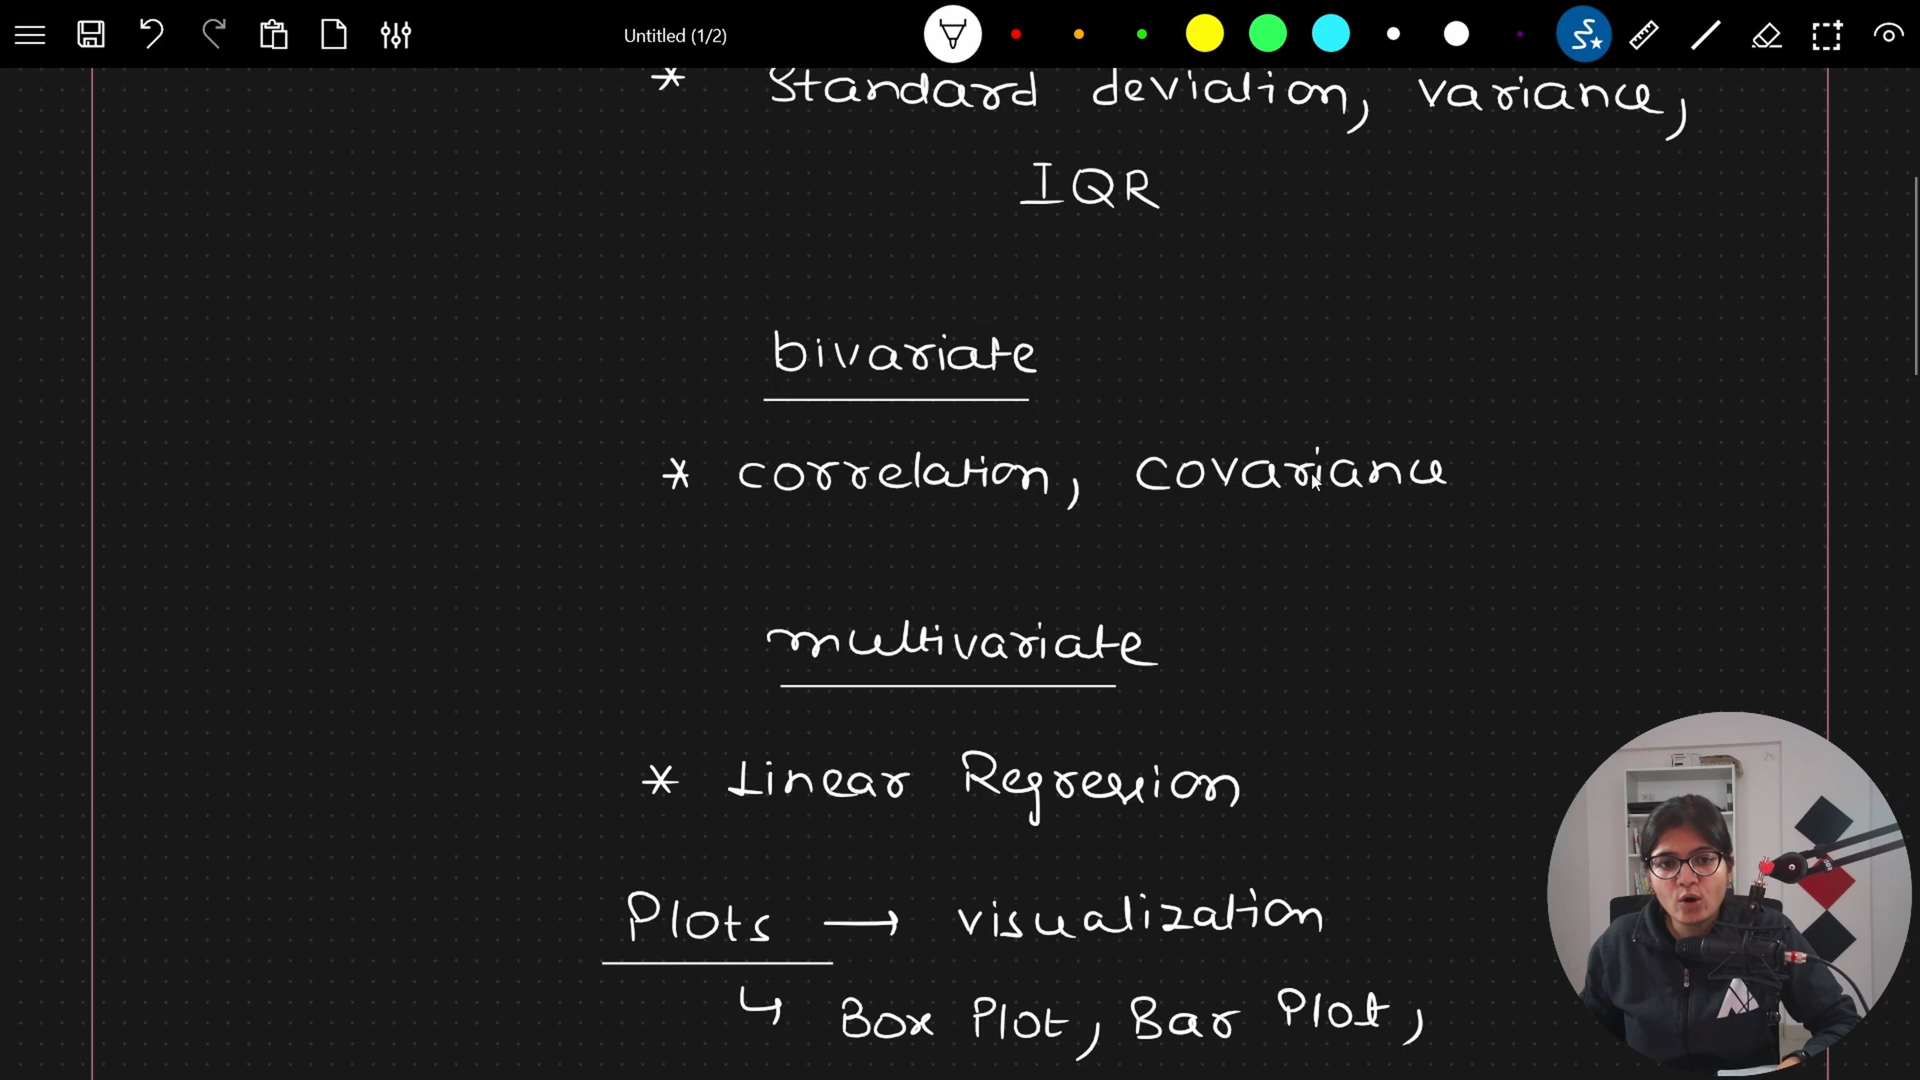 Untitled (1/2)
* Standard deviation, variance,
IQR
bivariate
* correlation, covariance
multivariate
* Linear Regression
Plots → visualization
↳ Box Plot, Bar Plot,